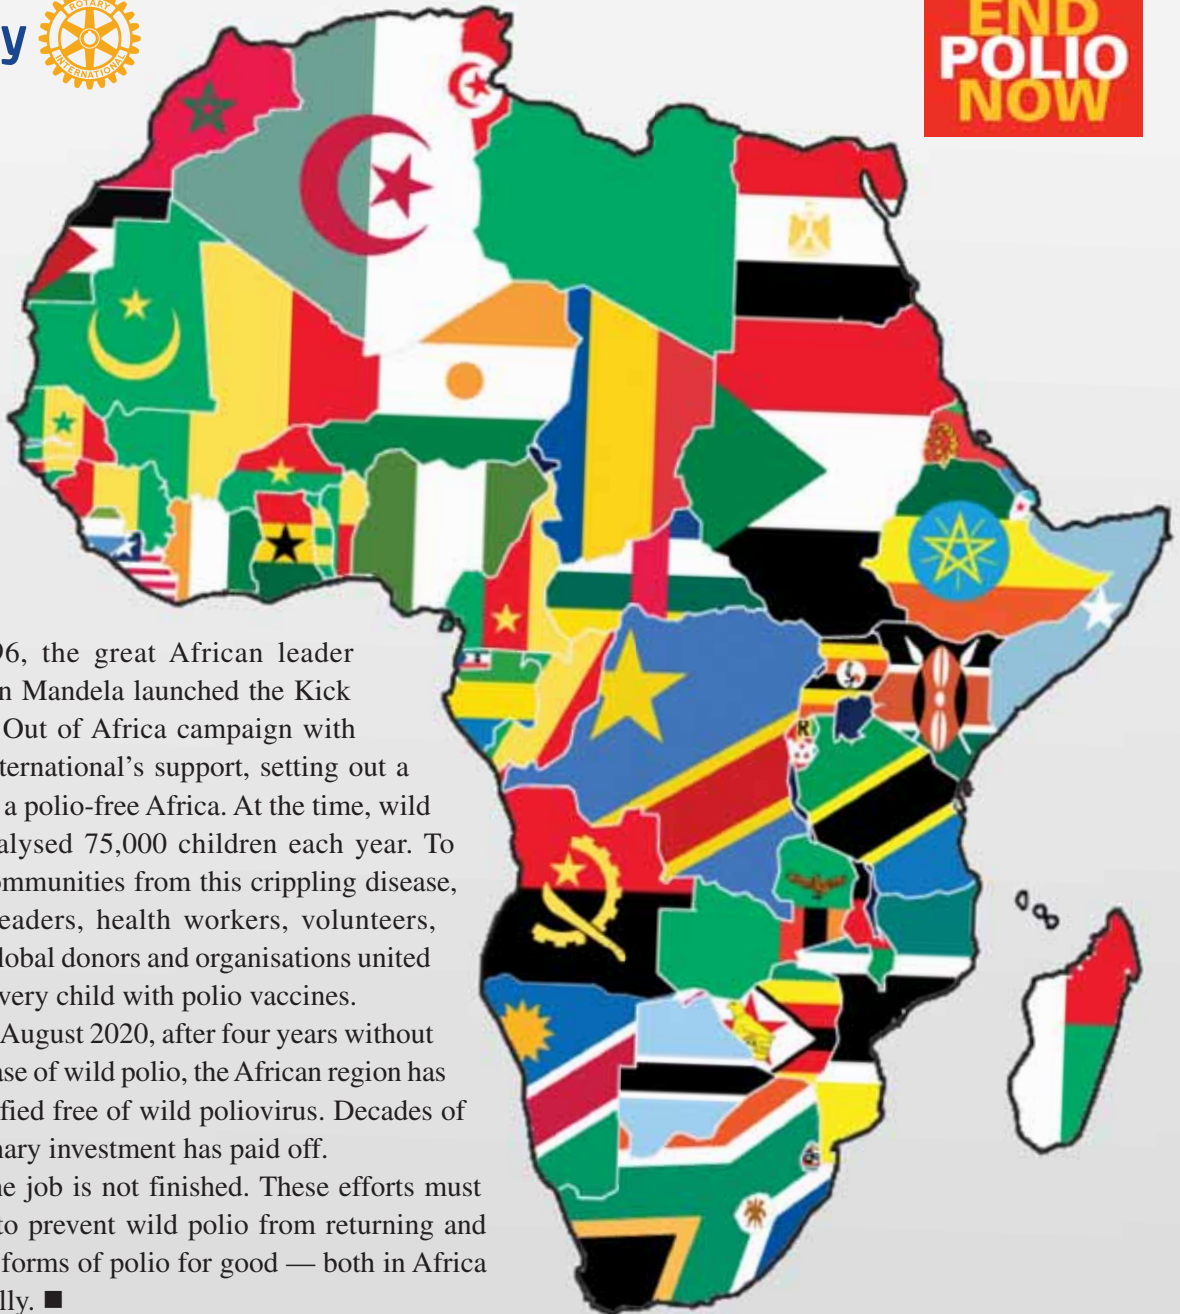 y
ROTARY
INTERNATIONAL
END
POLIO
NOW
R
96, the great African leader
n Mandela launched the Kick
Out of Africa campaign with
ternational’s support, setting out a
a polio-free Africa. At the time, wild
alysed 75,000 children each year. To
ommunities from this crippling disease,
eaders, health workers, volunteers,
lobal donors and organisations united
very child with polio vaccines.
August 2020, after four years without
ase of wild polio, the African region has
fied free of wild poliovirus. Decades of
nary investment has paid off.
ne job is not finished. These efforts must
to prevent wild polio from returning and
forms of polio for good — both in Africa
lly. ■